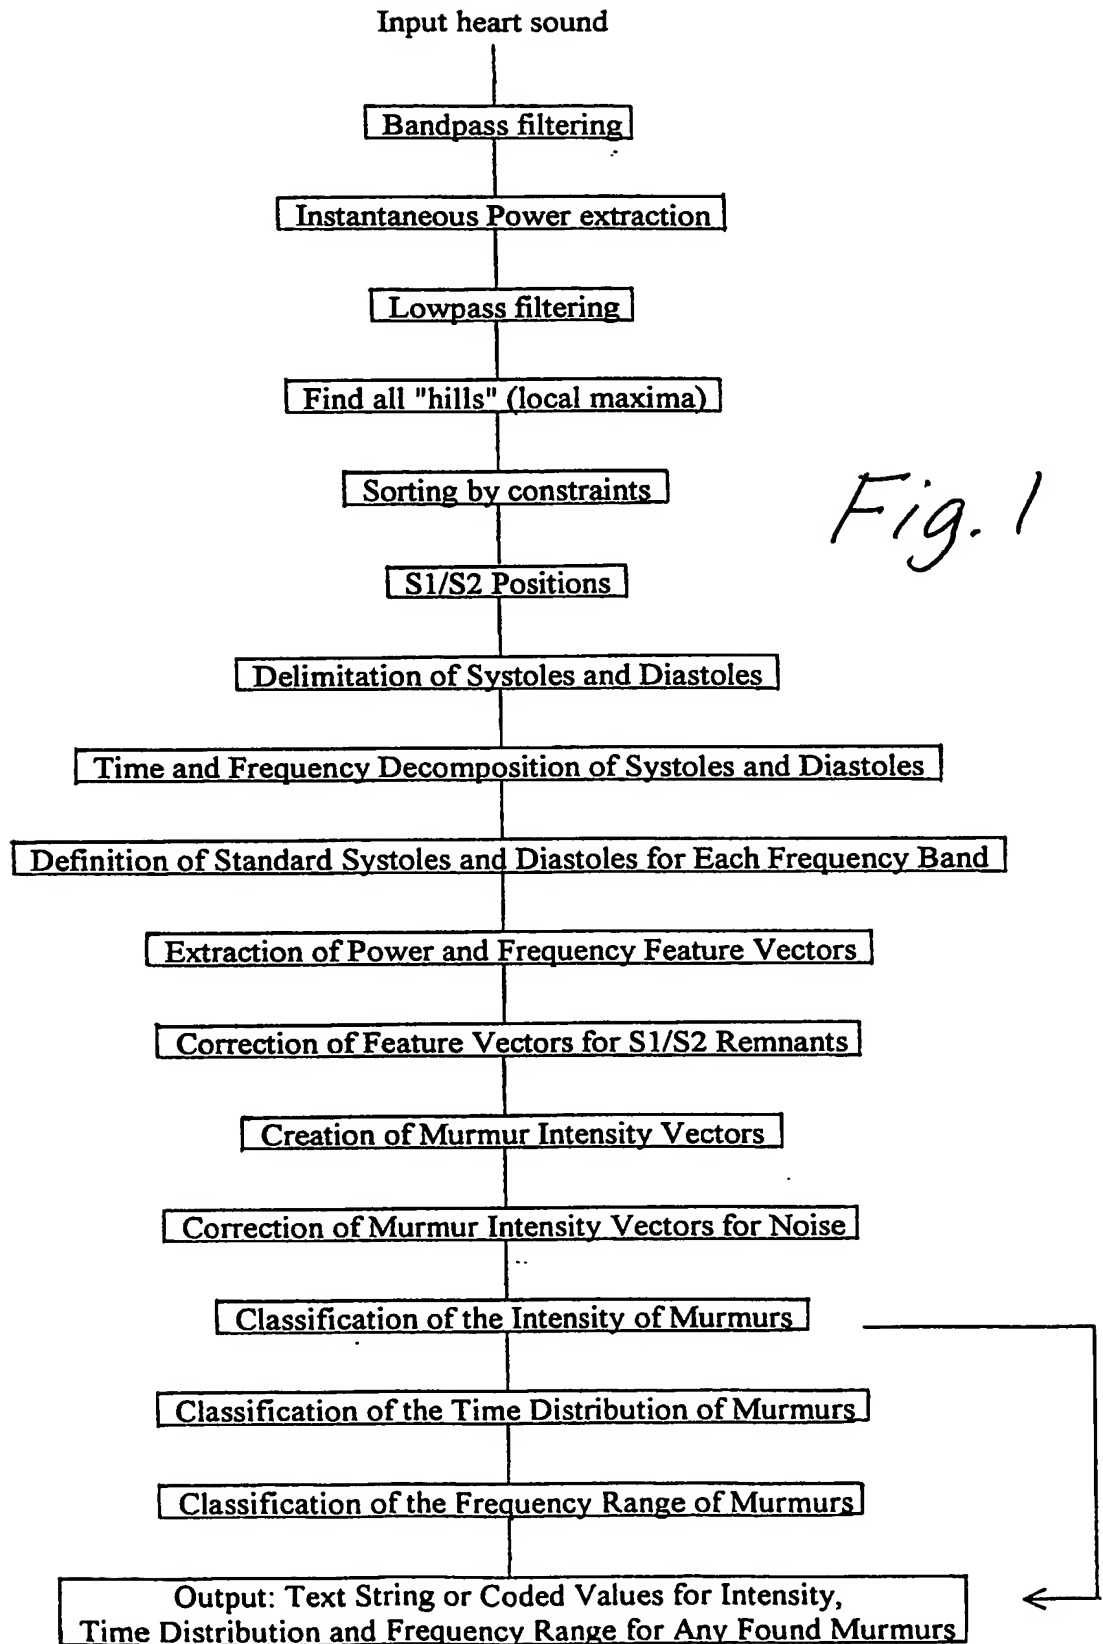 Input heart sound
Bandpass filtering
Instantaneous Power extraction
Lowpass filtering
Find all "hills" (local maxima)
Sorting by constraints
Fig. 1
S1/S2 Positions
Delimitation of Systoles and Diastoles
Time and Frequency Decomposition of Systoles and Diastoles
Definition of Standard Systoles and Diastoles for Each Frequency Band
Extraction of Power and Frequency Feature Vectors
Correction of Feature Vectors for S1/S2 Remnants
Creation of Murmur Intensity Vectors
Correction of Murmur Intensity Vectors for Noise
Classification of the Intensity of Murmurs
Classification of the Time Distribution of Murmurs
Classification of the Frequency Range of Murmurs
Output: Text String or Coded Values for Intensity,
Time Distribution and Frequency Range for Any Found Murmurs